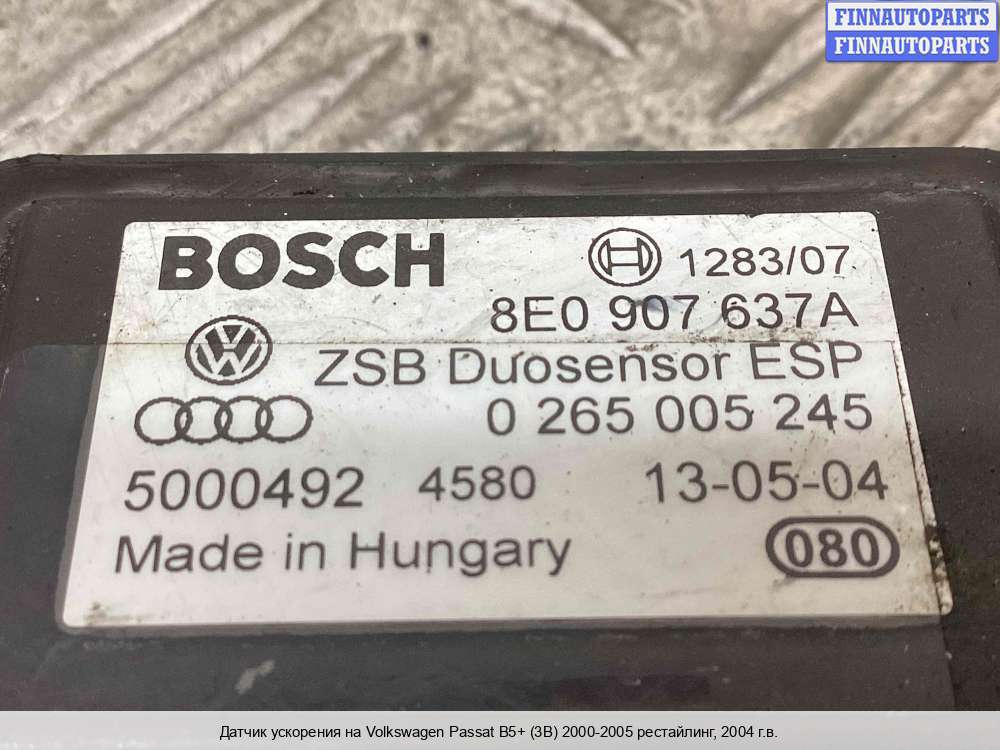 FINNAUTOPARTS
FINNAUTOPARTS
BOSCH
1283/07
8E0 907 637A
ZSB Duosensor ESP
0 265 005 245
5000492 4580 13-05-04
Made in Hungary 080
Датчик ускорения на Volkswagen Passat B5+ (3B) 2000-2005 рестайлинг, 2004 г.в.